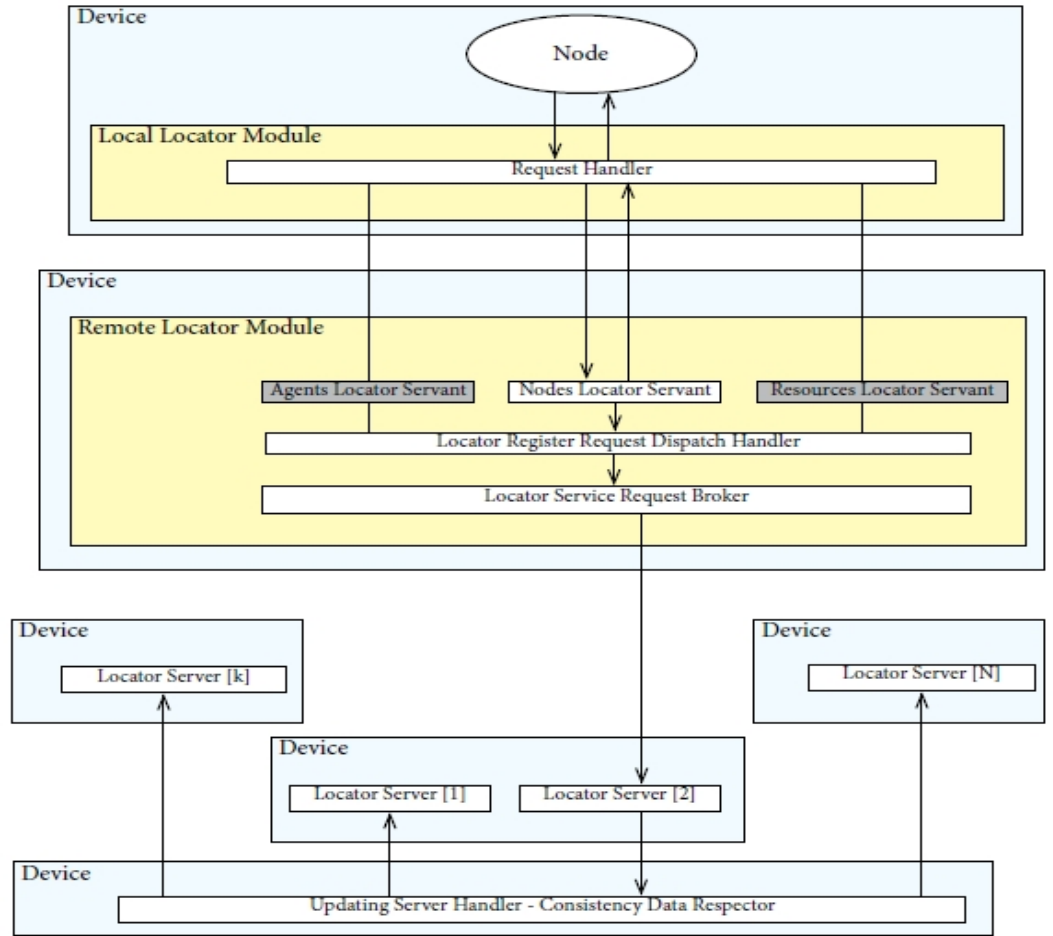 Device
Node
Local Locator Module
Request Handler
Device
Remote Locator Module
Agents Locator Servant
Nodes Locator Servant
Resources Locator Servant
Locator Register Request Dispatch Handler
Locator Service Request Broker
Device
Locator Server [k]
Device
Locator Server [N]
Device
Locator Server [1]
Locator Server [2]
Device
Updating Server Handler - Consistency Data Respector